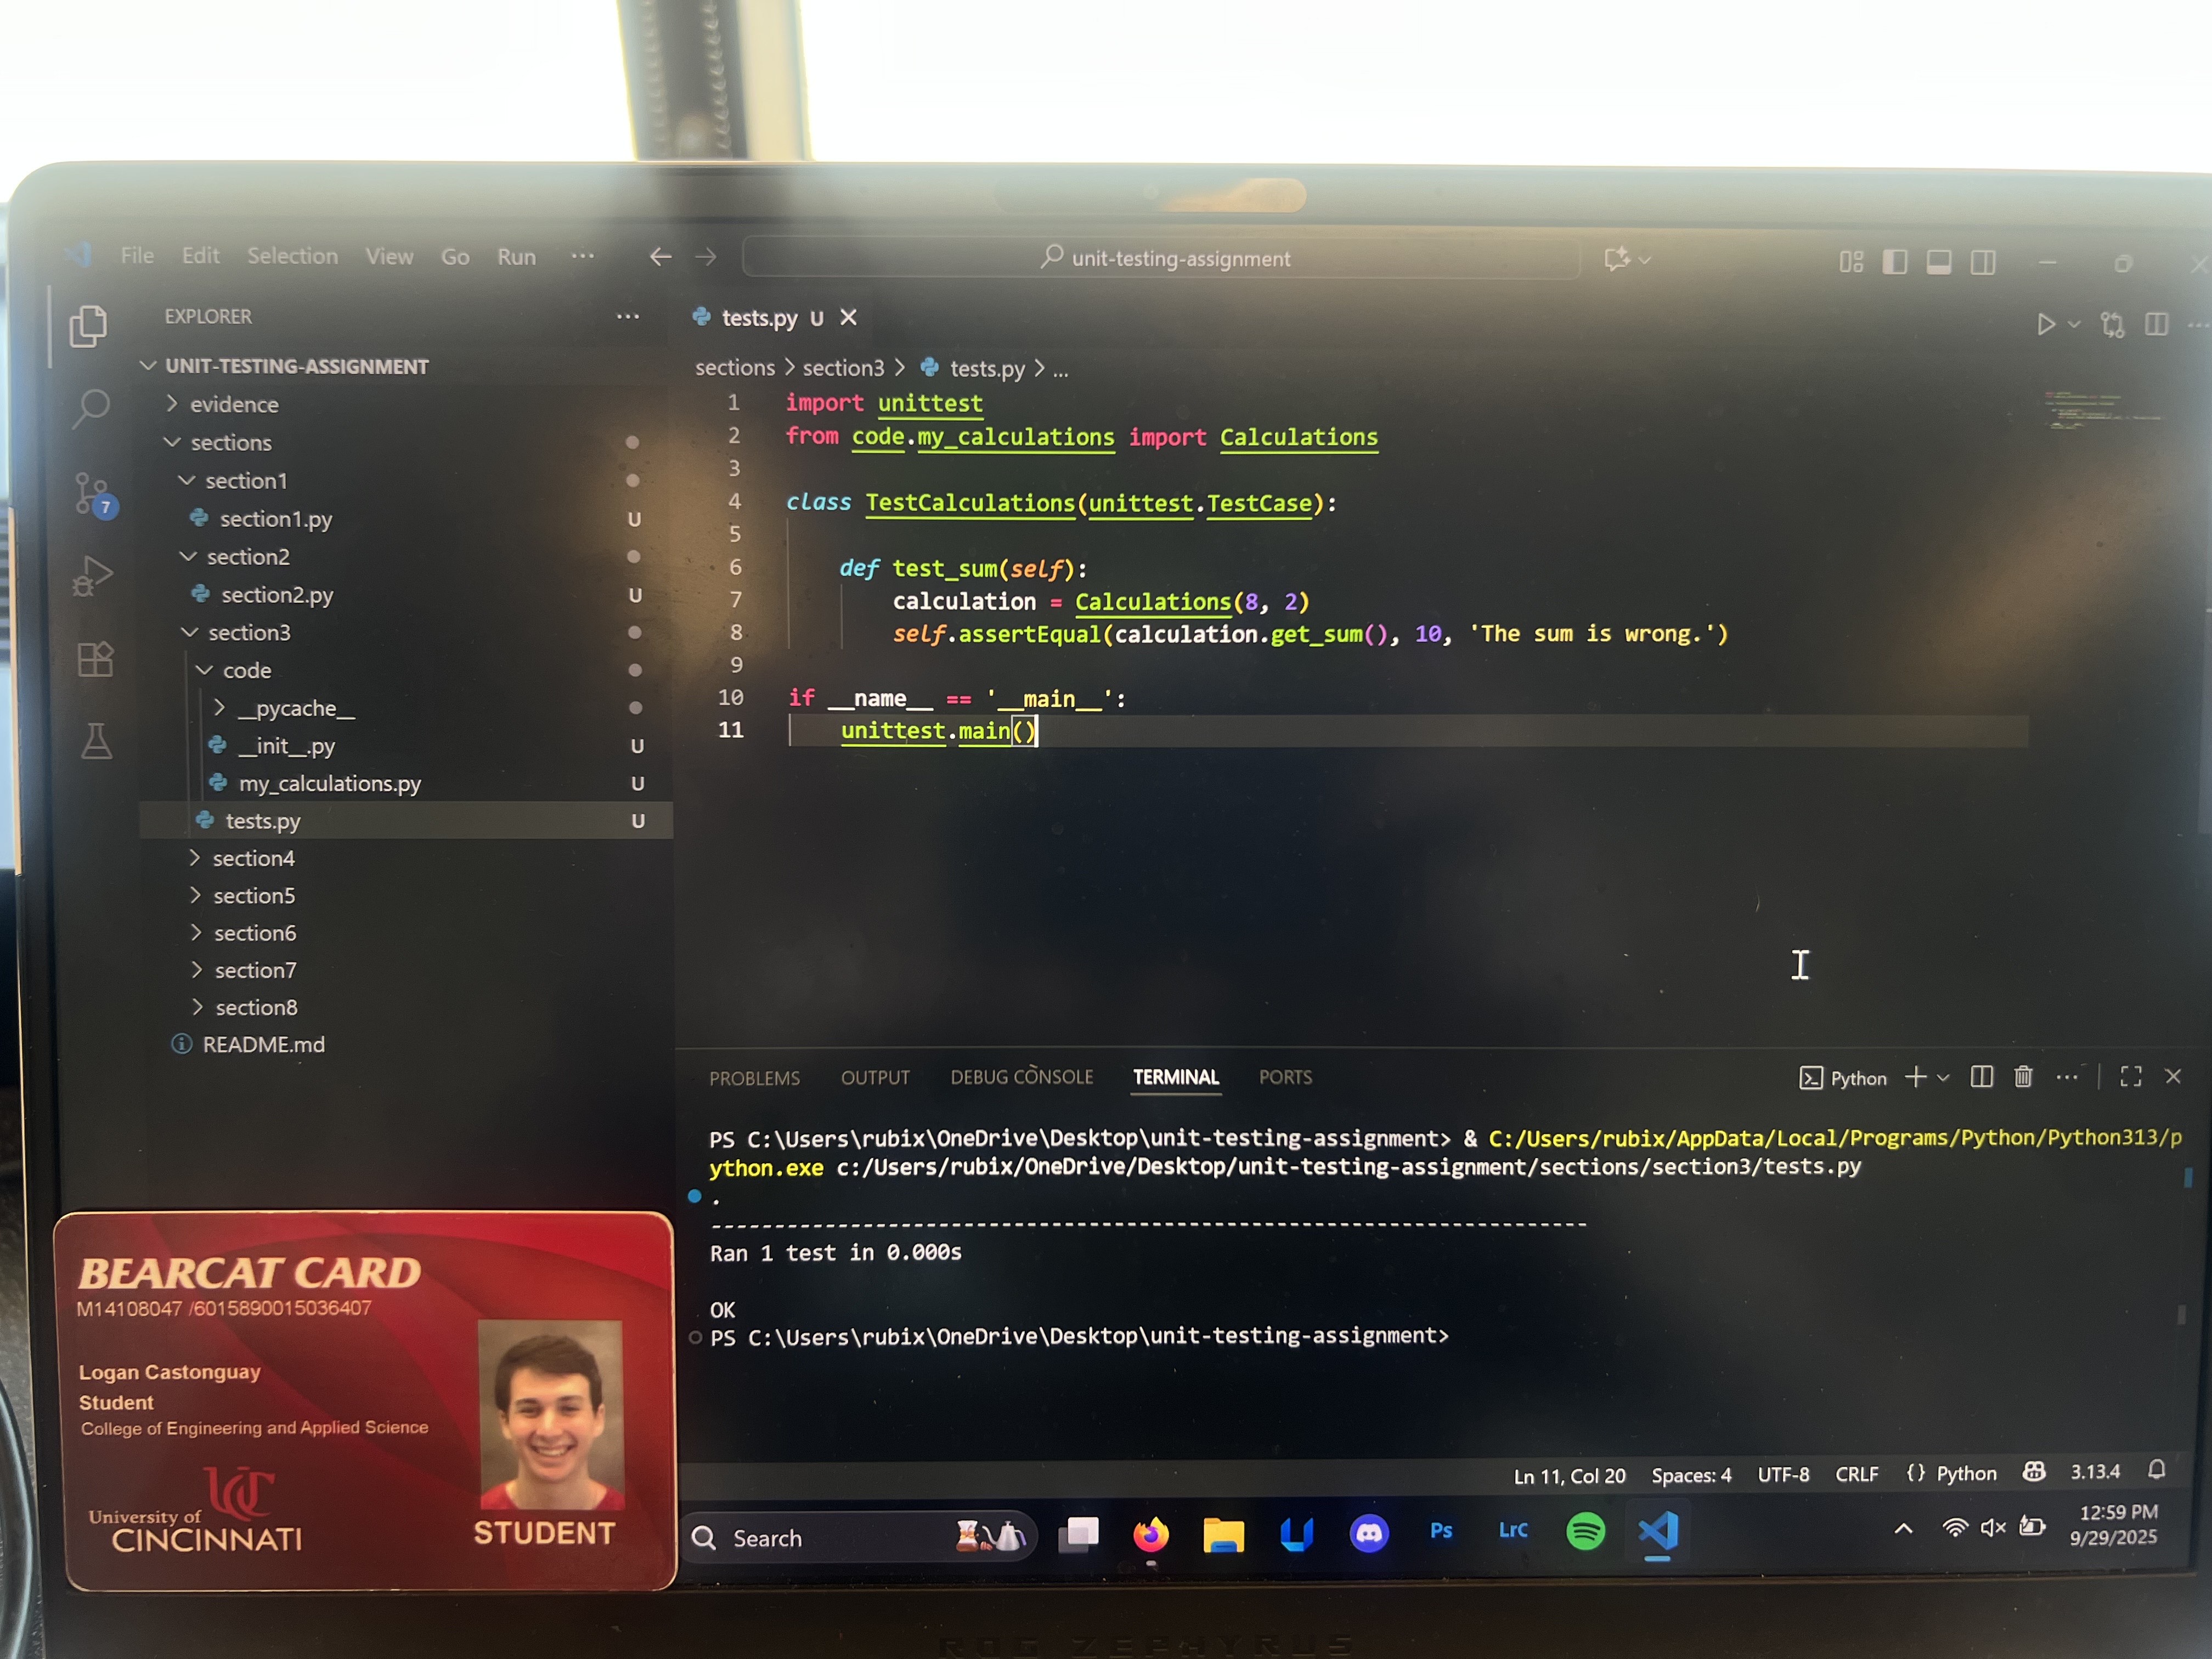 File Edit Selection View Go Run ... unit-testing-assignment
EXPLORER ...
UNIT-TESTING-ASSIGNMENT
evidence
sections
section1
section1.py U
section2
section2.py U
section3
code
__pycache__
__init__.py U
my_calculations.py U
tests.py U
section4
section5
section6
section7
section8
README.md
7
tests.py U
sections > section3 > tests.py > ...
1 import unittest
2 from code.my_calculations import Calculations
3
4 class TestCalculations(unittest.TestCase):
5
6 def test_sum(self):
7 calculation = Calculations(8, 2)
8 self.assertEqual(calculation.get_sum(), 10, 'The sum is wrong.')
9
10 if __name__ == '__main__':
11 unittest.main()
PROBLEMS OUTPUT DEBUG CONSOLE TERMINAL PORTS Python
PS C:\Users\rubix\OneDrive\Desktop\unit-testing-assignment> & C:/Users/rubix/AppData/Local/Programs/Python/Python313/p
ython.exe c:/Users/rubix/OneDrive/Desktop/unit-testing-assignment/sections/section3/tests.py
.
----------------------------------------------------------------------
Ran 1 test in 0.000s
OK
PS C:\Users\rubix\OneDrive\Desktop\unit-testing-assignment>
Ln 11, Col 20 Spaces: 4 UTF-8 CRLF {} Python 3.13.4
Search Ps LrC 12:59 PM
9/29/2025
BEARCAT CARD
M14108047 /6015890015036407
Logan Castonguay
Student
College of Engineering and Applied Science
UC
University of
CINCINNATI
STUDENT
ROG ZEPHYRUS